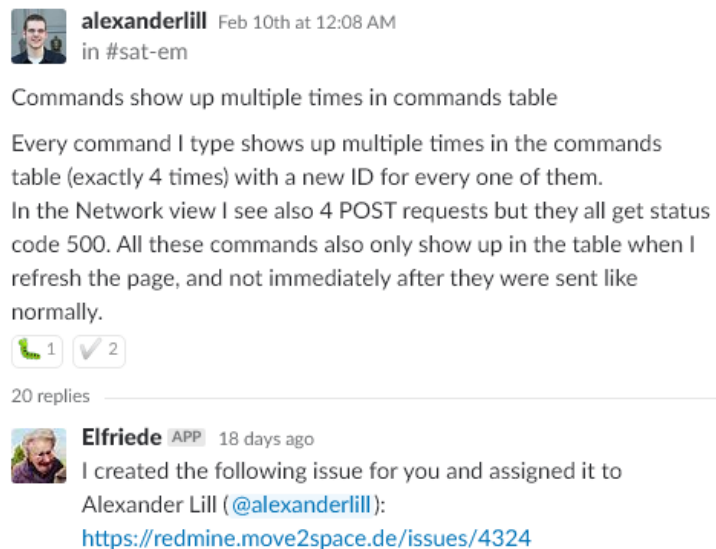 alexanderlill Feb 10th at 12:08 AM
in #sat-em
Commands show up multiple times in commands table
Every command I type shows up multiple times in the commands
table (exactly 4 times) with a new ID for every one of them.
In the Network view I see also 4 POST requests but they all get status
code 500. All these commands also only show up in the table when I
refresh the page, and not immediately after they were sent like
normally.
1 2
20 replies
Elfriede APP 18 days ago
I created the following issue for you and assigned it to
Alexander Lill (@alexanderlill):
https://redmine.move2space.de/issues/4324